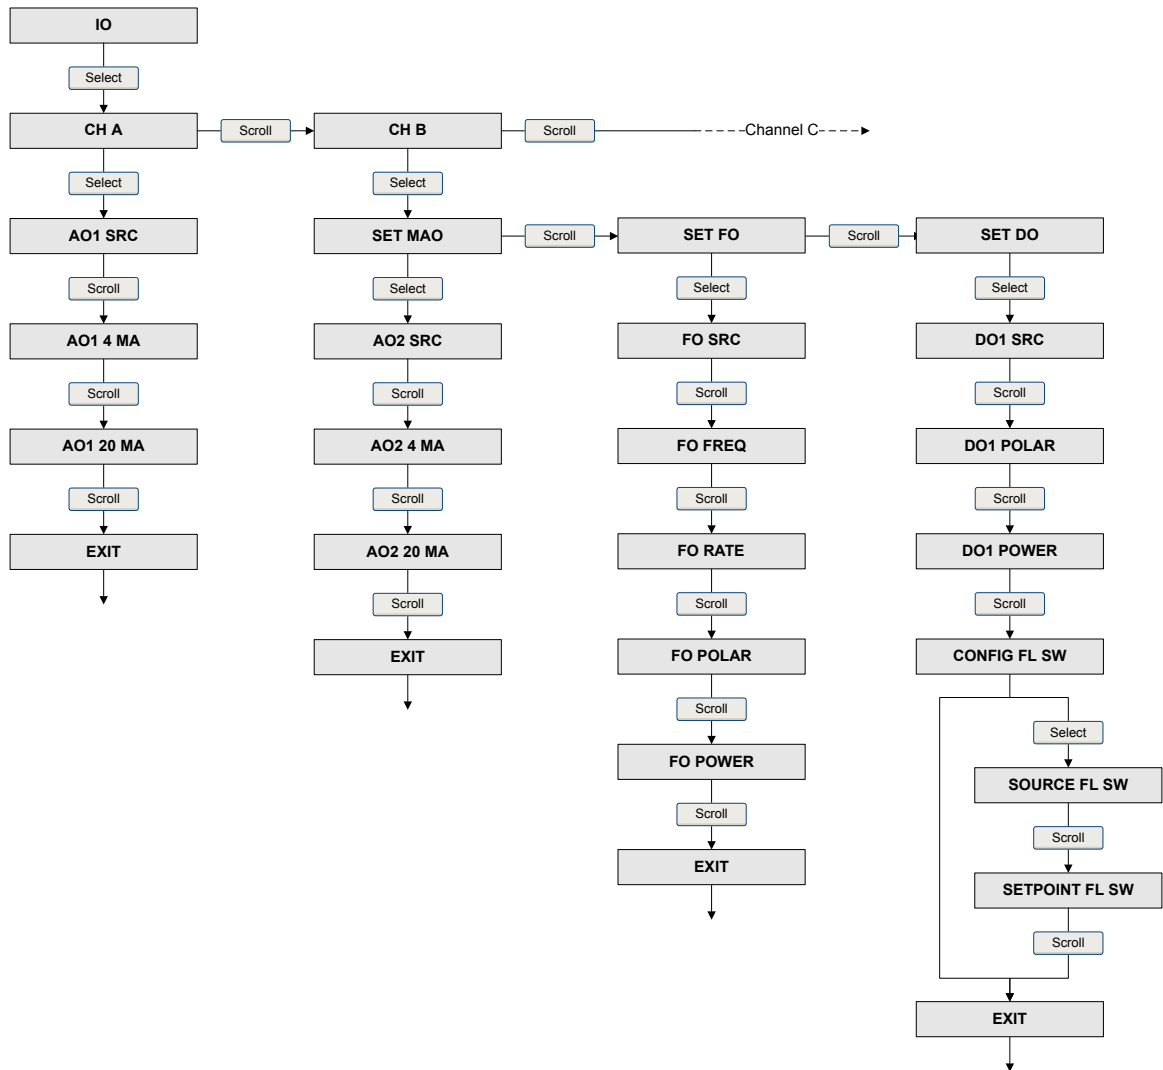 IO
Select
CH A
Scroll
CH B
Scroll
Channel C
Select
Select
AO1 SRC
SET MAO
Scroll
SET FO
Scroll
SET DO
Scroll
Select
Select
Select
AO1 4 MA
AO2 SRC
FO SRC
DO1 SRC
Scroll
Scroll
Scroll
Scroll
AO1 20 MA
AO2 4 MA
FO FREQ
DO1 POLAR
Scroll
Scroll
Scroll
Scroll
EXIT
AO2 20 MA
FO RATE
DO1 POWER
Scroll
Scroll
Scroll
EXIT
FO POLAR
CONFIG FL SW
Scroll
Select
FO POWER
SOURCE FL SW
Scroll
Scroll
EXIT
SETPOINT FL SW
Scroll
EXIT